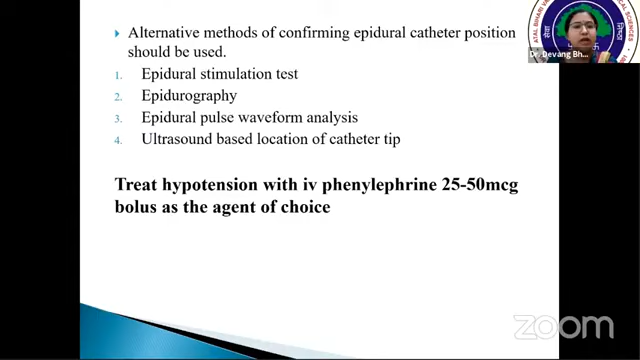 Alternative methods of confirming epidural catheter position
should be used.
1. Epidural stimulation test
2. Epidurography
3. Epidural pulse waveform analysis
4. Ultrasound based location of catheter tip
Treat hypotension with iv phenylephrine 25-50mcg
bolus as the agent of choice
ATAL BIHARI
Dr. Devang Bh...
zoom